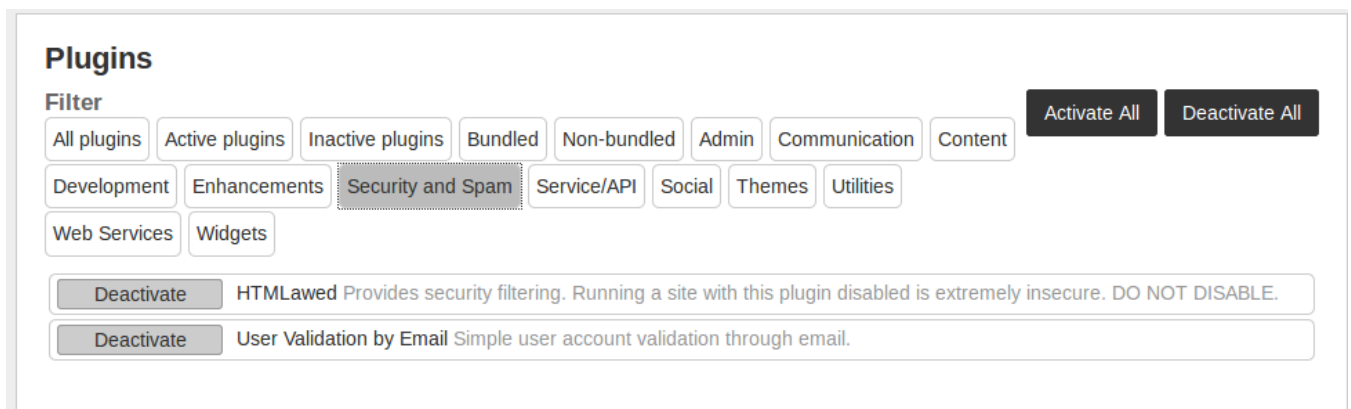 Plugins
Filter
Activate All Deactivate All
All plugins Active plugins Inactive plugins Bundled Non-bundled Admin Communication Content
Development Enhancements Security and Spam Service/API Social Themes Utilities
Web Services Widgets
Deactivate HTMLawed Provides security filtering. Running a site with this plugin disabled is extremely insecure. DO NOT DISABLE.
Deactivate User Validation by Email Simple user account validation through email.